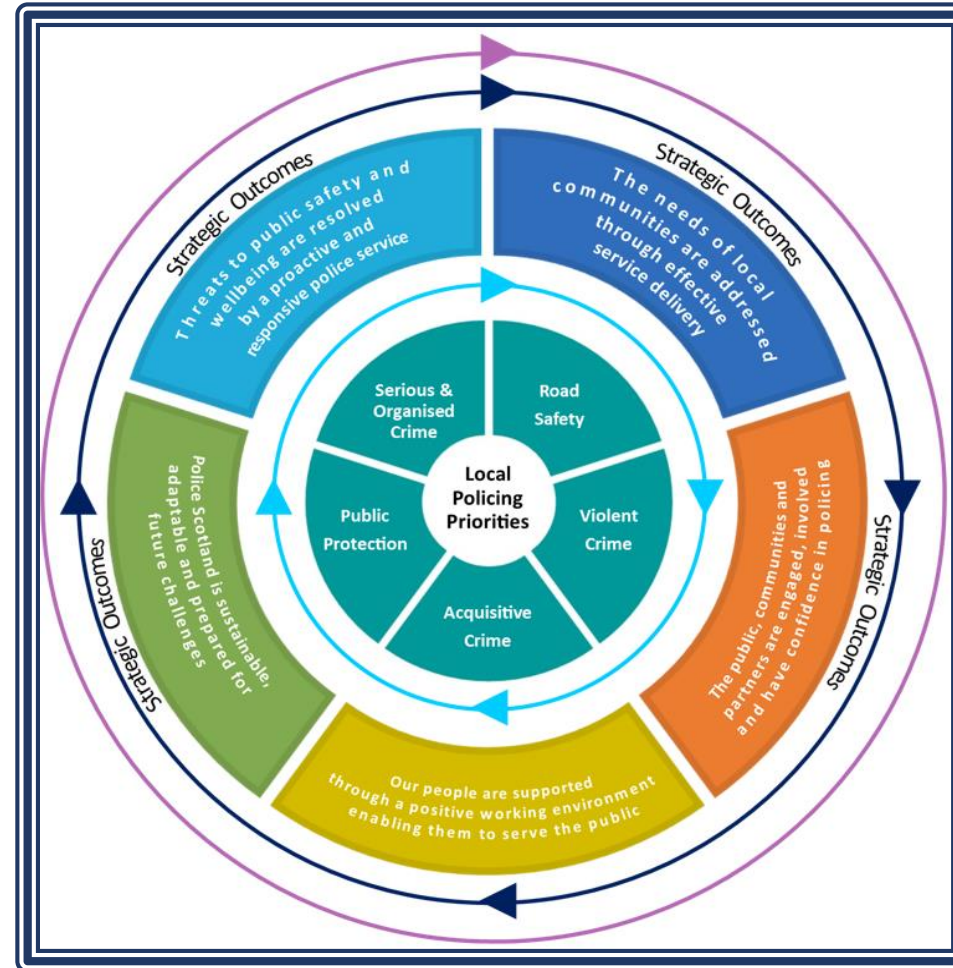 Strategic Outcomes
Threats to public safety and
wellbeing are resolved
by a proactive and
responsive police service
Strategic Outcomes
The needs of local
communities are addressed
through effective
service delivery
Strategic Outcomes
The public, communities and
partners are engaged, involved
and have confidence in policing
Our people are supported
through a positive working environment
enabling them to serve the public
Strategic Outcomes
Police Scotland is sustainable,
adaptable and prepared for
future challenges
Serious &
Organised
Crime
Road
Safety
Violent
Crime
Acquisitive
Crime
Public
Protection
Local
Policing
Priorities